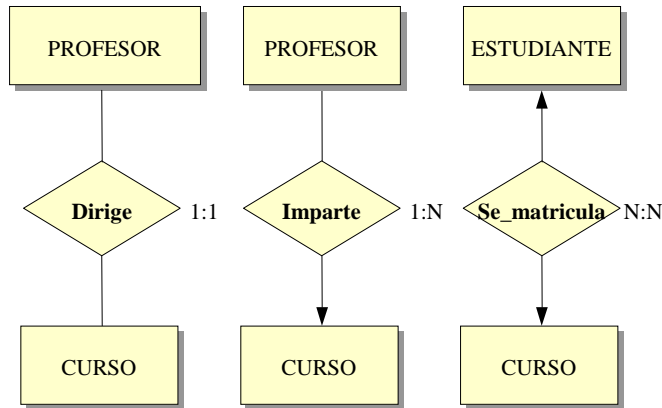 PROFESOR
PROFESOR
ESTUDIANTE
Dirige
1:1
Imparte
1:N
Se_matricula
N:N
CURSO
CURSO
CURSO